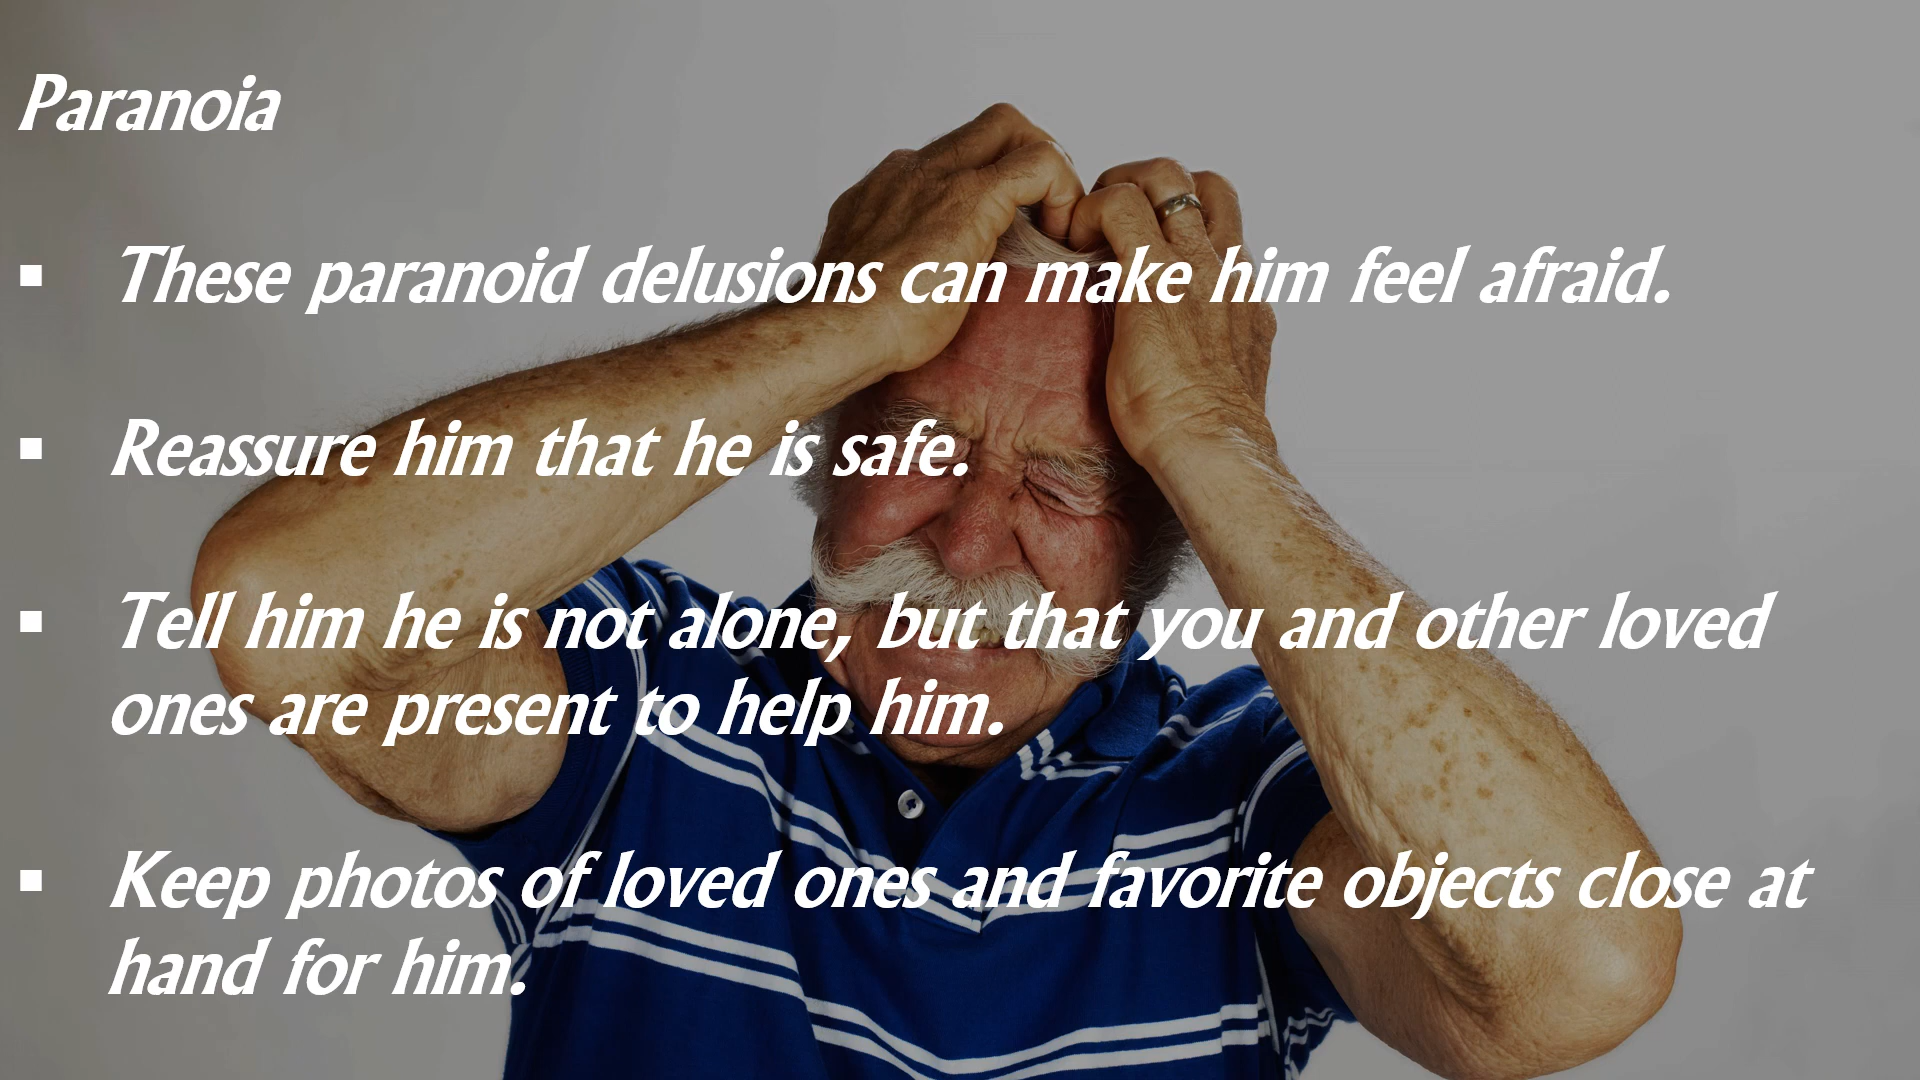 Paranoia
▪ These paranoid delusions can make him feel afraid.
▪ Reassure him that he is safe.
▪ Tell him he is not alone, but that you and other loved
ones are present to help him.
▪ Keep photos of loved ones and favorite objects close at
hand for him.